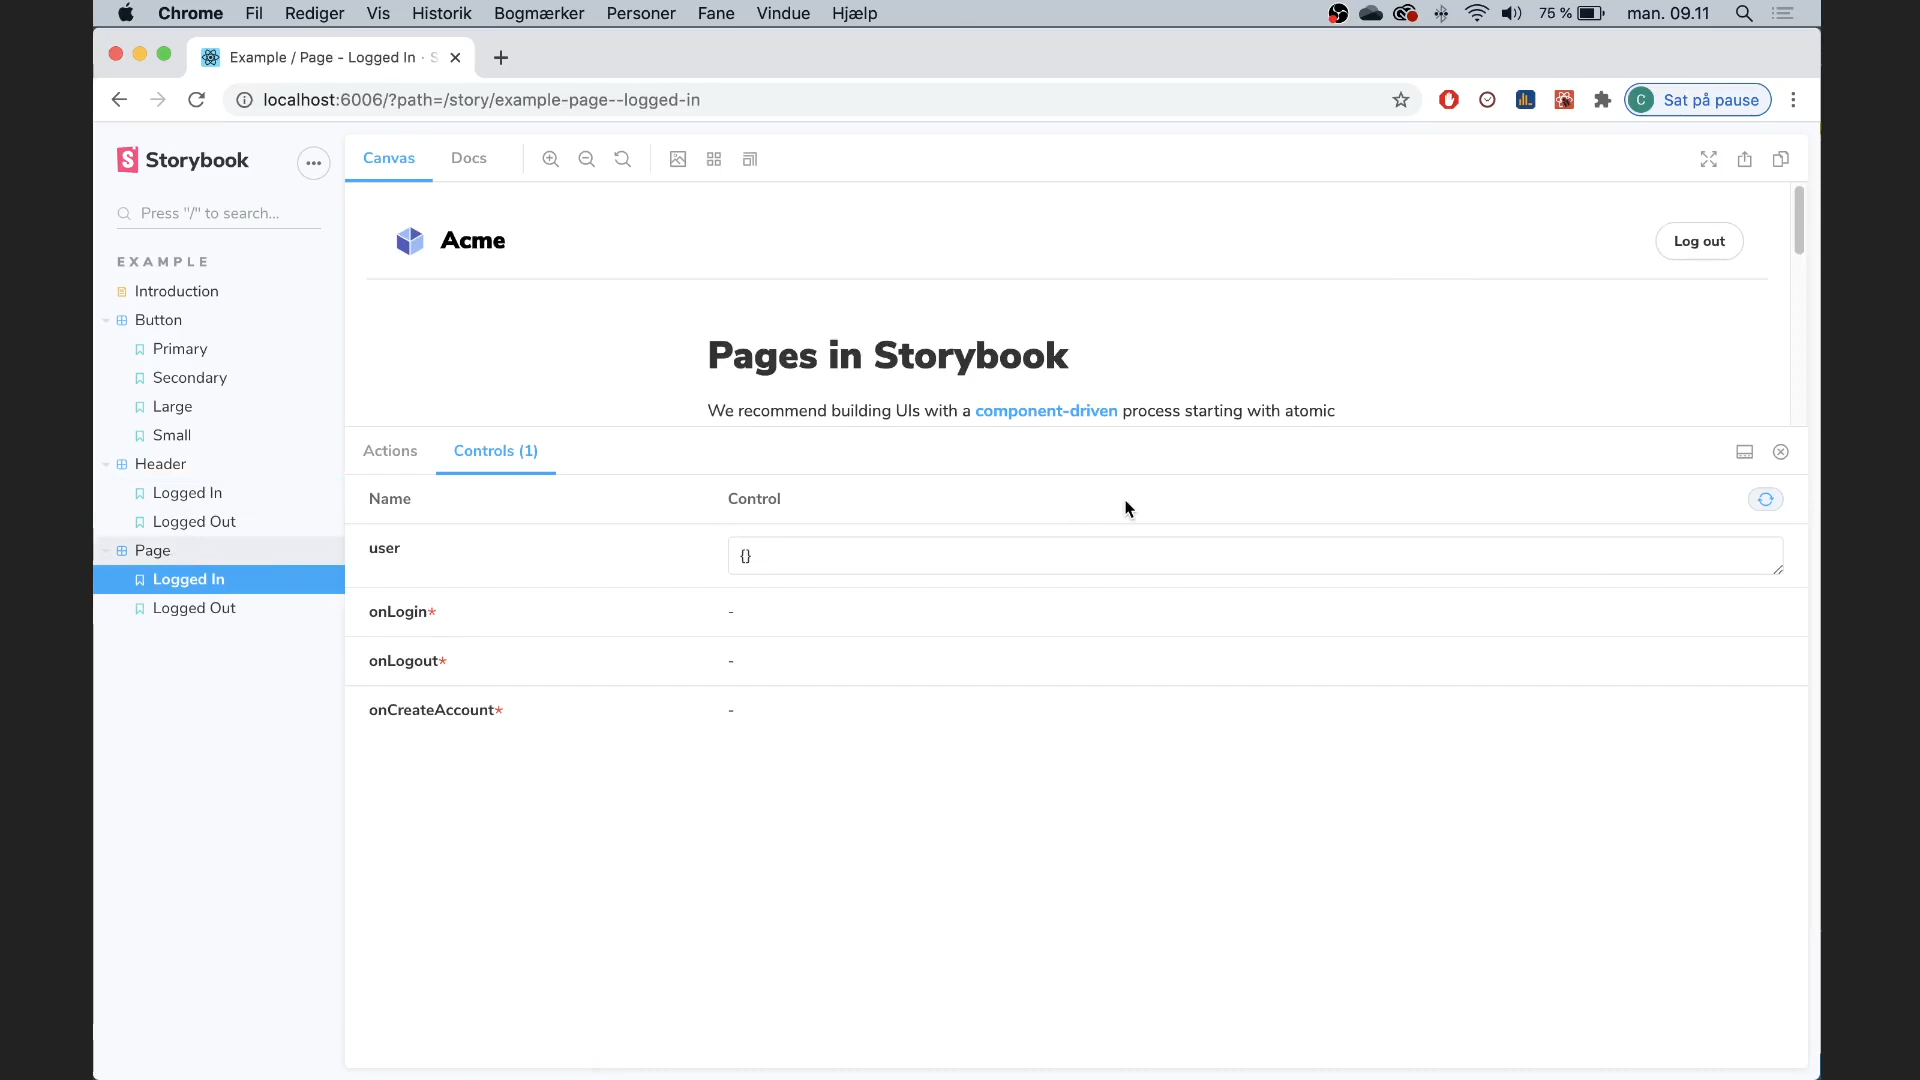 Chrome Fil Rediger Vis Historik Bogmærker Personer Fane Vindue Hjælp 75 % man. 09.11
Example / Page - Logged In · S
localhost:6006/?path=/story/example-page--logged-in
C Sat på pause
Storybook
Press "/" to search...
EXAMPLE
Introduction
Button
Primary
Secondary
Large
Small
Header
Logged In
Logged Out
Page
Logged In
Logged Out
Canvas Docs
Acme
Log out
Pages in Storybook
We recommend building UIs with a component-driven process starting with atomic
Actions Controls (1)
Name Control
user {}
onLogin* -
onLogout* -
onCreateAccount* -